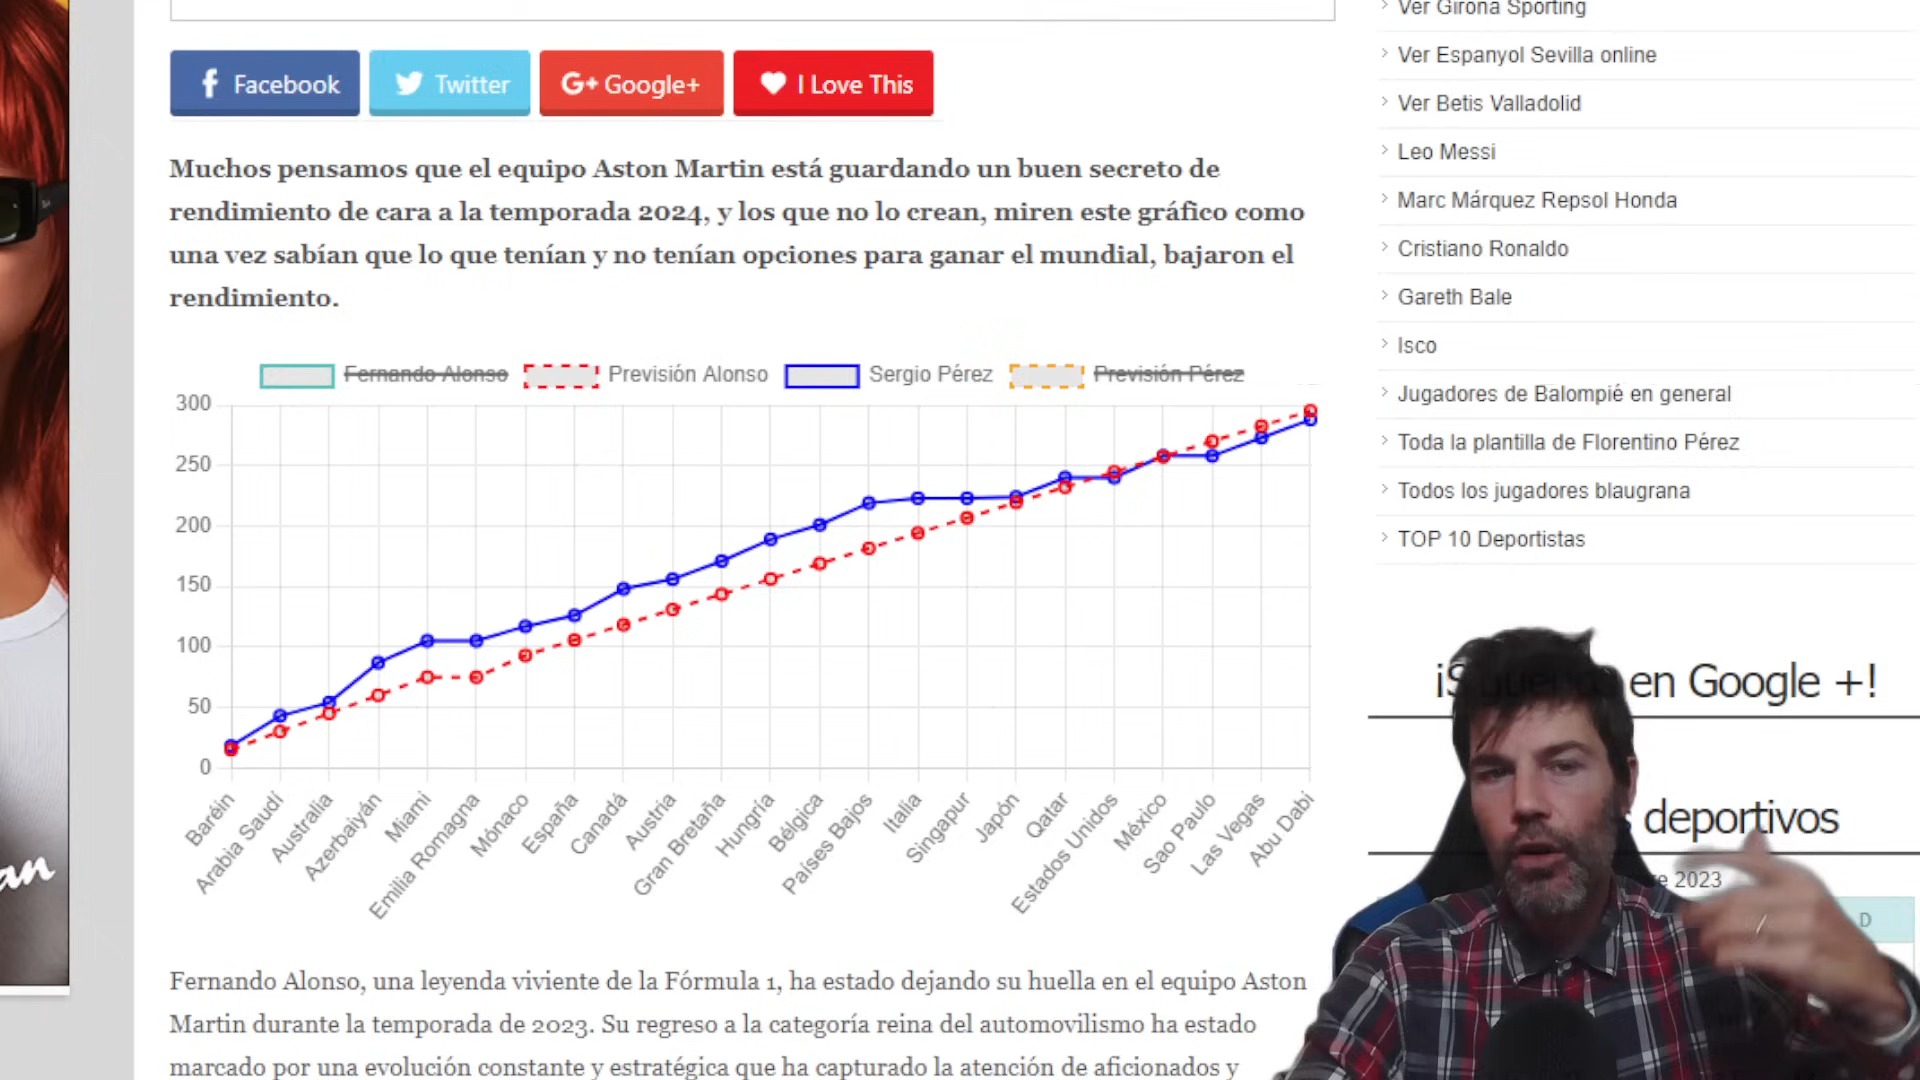 Facebook
Twitter
G+ Google+
I Love This
Muchos pensamos que el equipo Aston Martin está guardando un buen secreto de
rendimiento de cara a la temporada 2024, y los que no lo crean, miren este gráfico como
una vez sabían que lo que tenían y no tenían opciones para ganar el mundial, bajaron el
rendimiento.
Fernando Alonso
Previsión Alonso
Sergio Pérez
Previsión Pérez
300
250
200
150
100
50
0
Baréin
Arabia Saudí
Australia
Azerbaiyán
Miami
Emilia Romagna
Mónaco
España
Canadá
Austria
Gran Bretaña
Hungría
Bélgica
Países Bajos
Italia
Singapur
Japón
Qatar
Estados Unidos
México
Sao Paulo
Las Vegas
Abu Dabi
Fernando Alonso, una leyenda viviente de la Fórmula 1, ha estado dejando su huella en el equipo Aston
Martin durante la temporada de 2023. Su regreso a la categoría reina del automovilismo ha estado
marcado por una evolución constante y estratégica que ha capturado la atención de aficionados y
Ver Girona Sporting
Ver Espanyol Sevilla online
Ver Betis Valladolid
Leo Messi
Marc Márquez Repsol Honda
Cristiano Ronaldo
Gareth Bale
Isco
Jugadores de Balompié en general
Toda la plantilla de Florentino Pérez
Todos los jugadores blaugrana
TOP 10 Deportistas
en Google +!
deportivos
2023
D